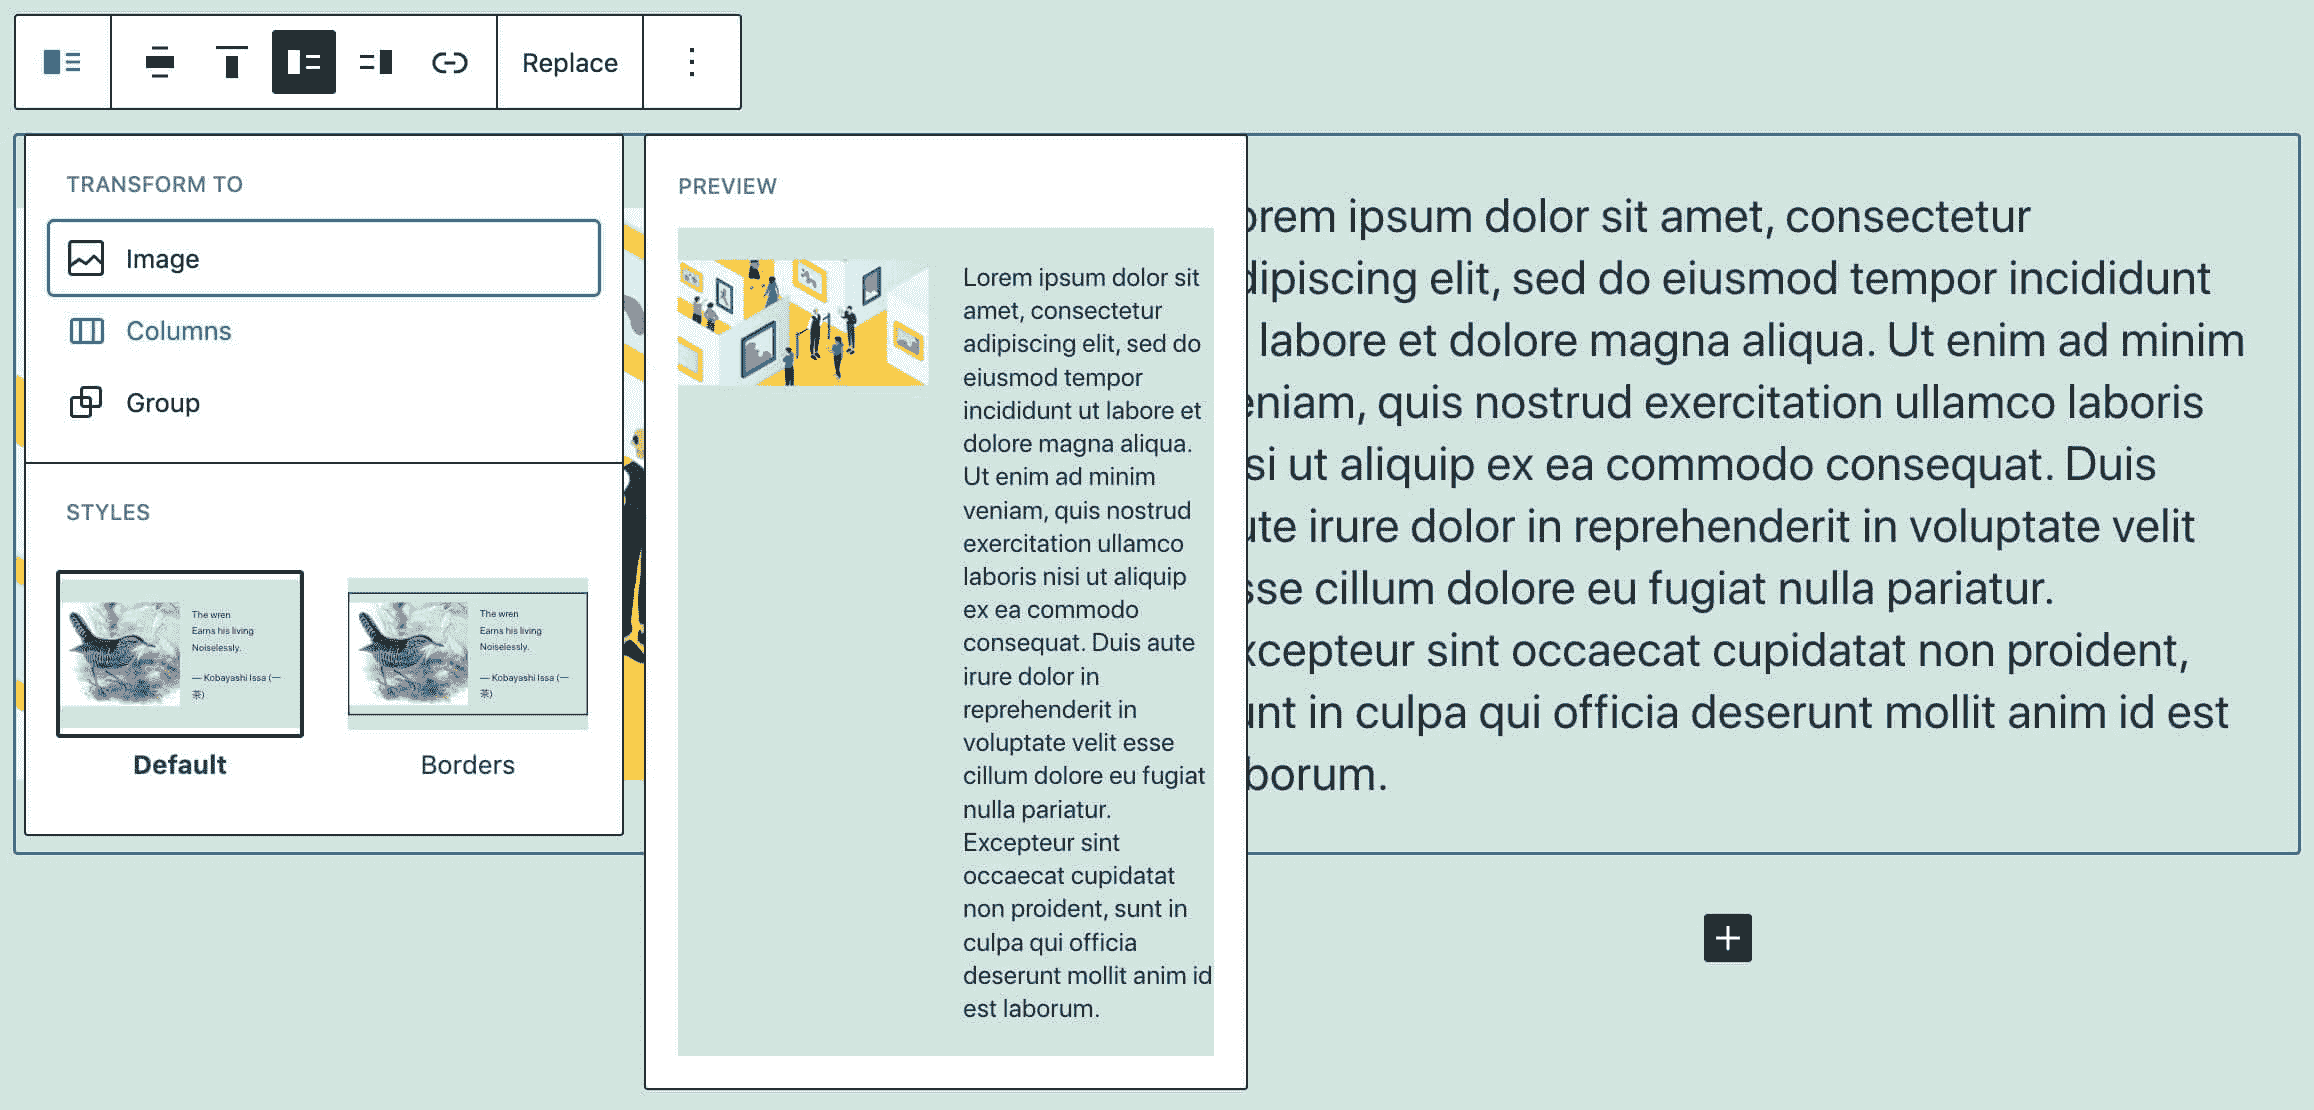 Replace
TRANSFORM TO
Image
Columns
Group
STYLES
The wren
Earns his living
Noiselessly.
— Kobayashi Issa (一
茶)
Default
The wren
Earns his living
Noiselessly.
— Kobayashi Issa (一
茶)
Borders
PREVIEW
Lorem ipsum dolor sit
amet, consectetur
adipiscing elit, sed do
eiusmod tempor
incididunt ut labore et
dolore magna aliqua.
Ut enim ad minim
veniam, quis nostrud
exercitation ullamco
laboris nisi ut aliquip
ex ea commodo
consequat. Duis aute
irure dolor in
reprehenderit in
voluptate velit esse
cillum dolore eu fugiat
nulla pariatur.
Excepteur sint
occaecat cupidatat
non proident, sunt in
culpa qui officia
deserunt mollit anim id
est laborum.
orem ipsum dolor sit amet, consectetur
dipiscing elit, sed do eiusmod tempor incididunt
labore et dolore magna aliqua. Ut enim ad minim
eniam, quis nostrud exercitation ullamco laboris
si ut aliquip ex ea commodo consequat. Duis
ute irure dolor in reprehenderit in voluptate velit
sse cillum dolore eu fugiat nulla pariatur.
xcepteur sint occaecat cupidatat non proident,
unt in culpa qui officia deserunt mollit anim id est
borum.